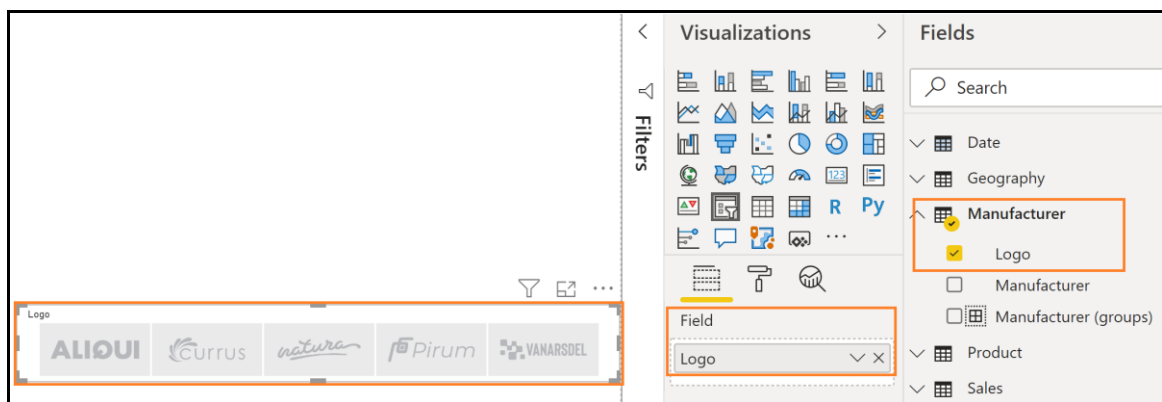 Visualizations
Fields
Search
Filters
Date
Geography
123
Manufacturer
R
Py
Logo
Manufacturer
Manufacturer (groups)
Logo
ALIQUI
Currus
natura
Pirum
VANARSDEL
Field
Logo
Product
Sales